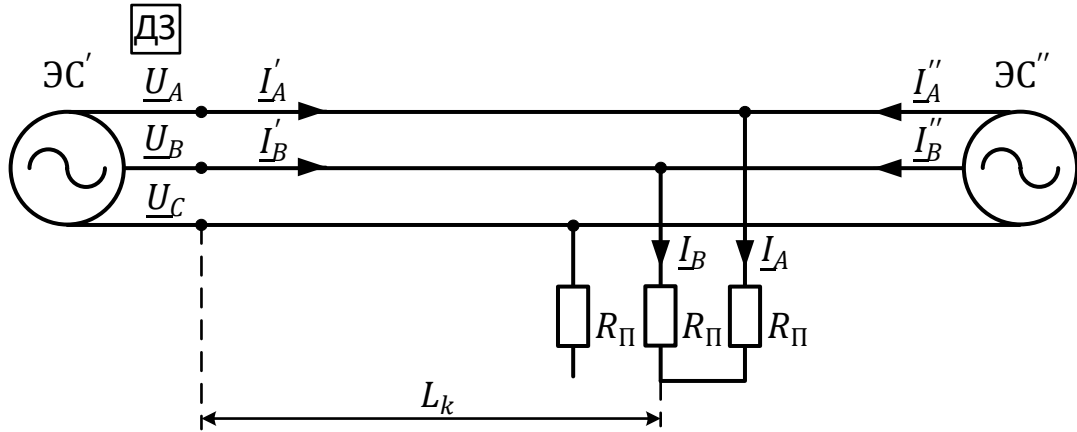 ДЗ
ЭС′ ЭС″
U_A I′_A I″_A
U_B I′_B I″_B
U_C
I_B I_A
R_П R_П R_П
L_k